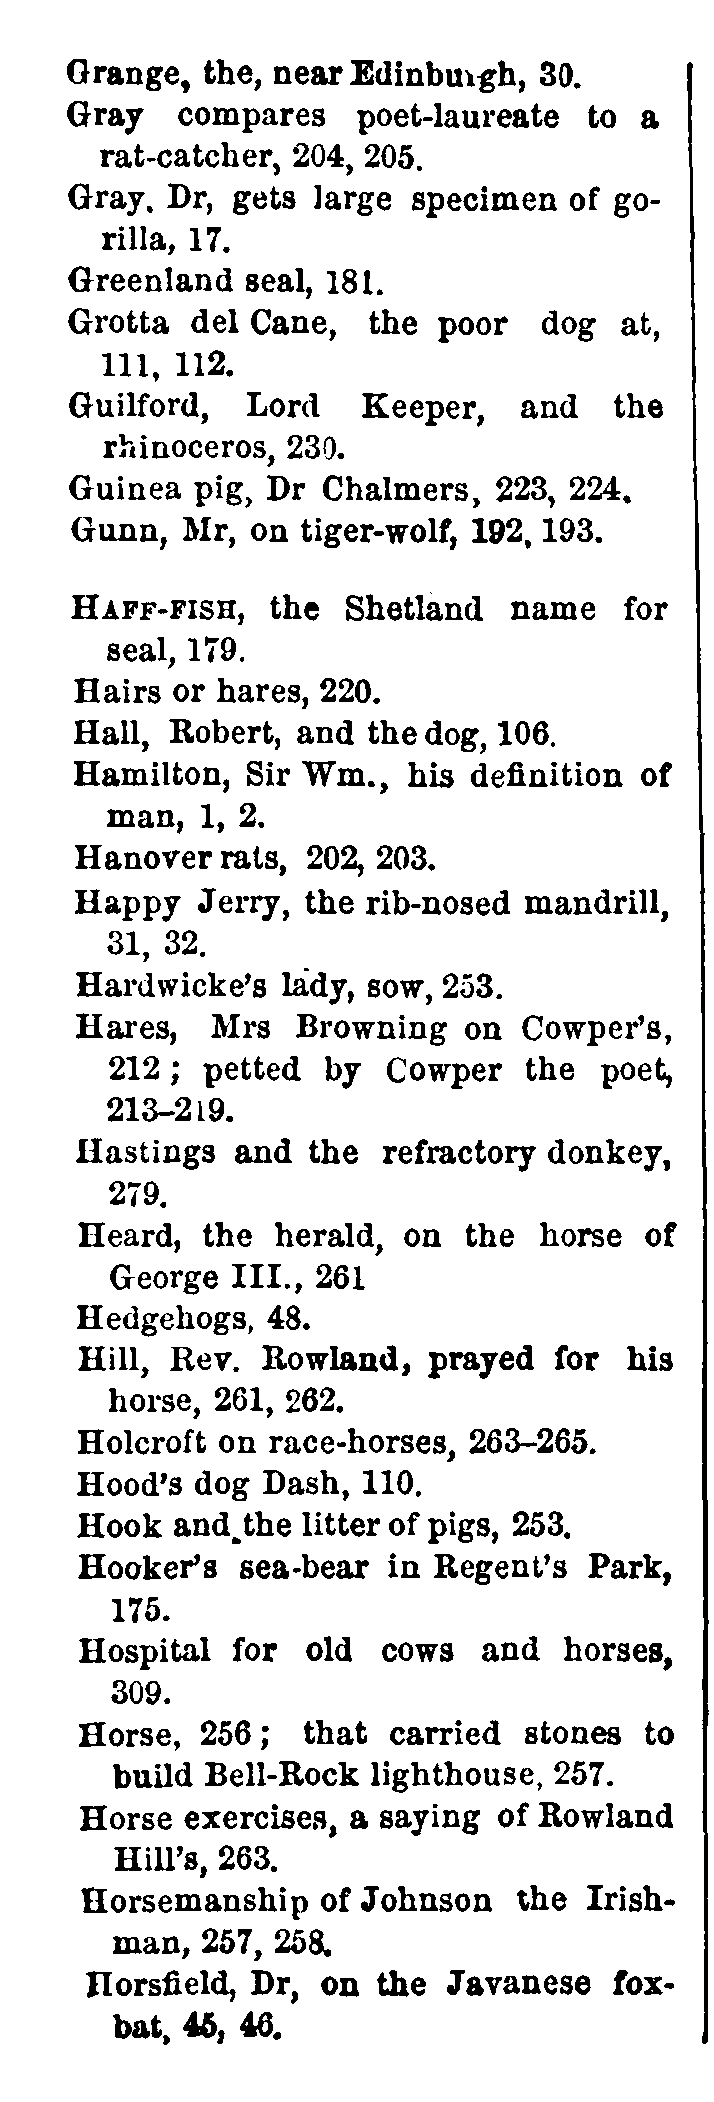 Grange, the, near Edinburgh, 30.
Gray compares poet-laureate to a
rat-catcher, 204, 205.
Gray. Dr, gets large specimen of go-
rilla, 17.
Greenland seal, 181.
Grotta del Cane, the poor dog at,
111, 112.
Guilford, Lord Keeper, and the
rhinoceros, 230.
Guinea pig, Dr Chalmers, 223, 224.
Gunn, Mr, on tiger-wolf, 192, 193.
HAFF-FISH, the Shetland name for
seal, 179.
Hairs or hares, 220.
Hall, Robert, and the dog, 106.
Hamilton, Sir Wm., his definition of
man, 1, 2.
Hanover rats, 202, 203.
Happy Jerry, the rib-nosed mandrill,
31, 32.
Hardwicke's lady, sow, 253.
Hares, Mrs Browning on Cowper's,
212; petted by Cowper the poet,
213–219.
Hastings and the refractory donkey,
279.
Heard, the herald, on the horse of
George III., 261
Hedgehogs, 48.
Hill, Rev. Rowland, prayed for his
horse, 261, 262.
Holcroft on race-horses, 263–265.
Hood's dog Dash, 110.
Hook and the litter of pigs, 253.
Hooker's sea-bear in Regent's Park,
175.
Hospital for old cows and horses,
309.
Horse, 256; that carried stones to
build Bell-Rock lighthouse, 257.
Horse exercises, a saying of Rowland
Hill's, 263.
Horsemanship of Johnson the Irish-
man, 257, 258.
Horsfield, Dr, on the Javanese fox-
bat, 45, 46.